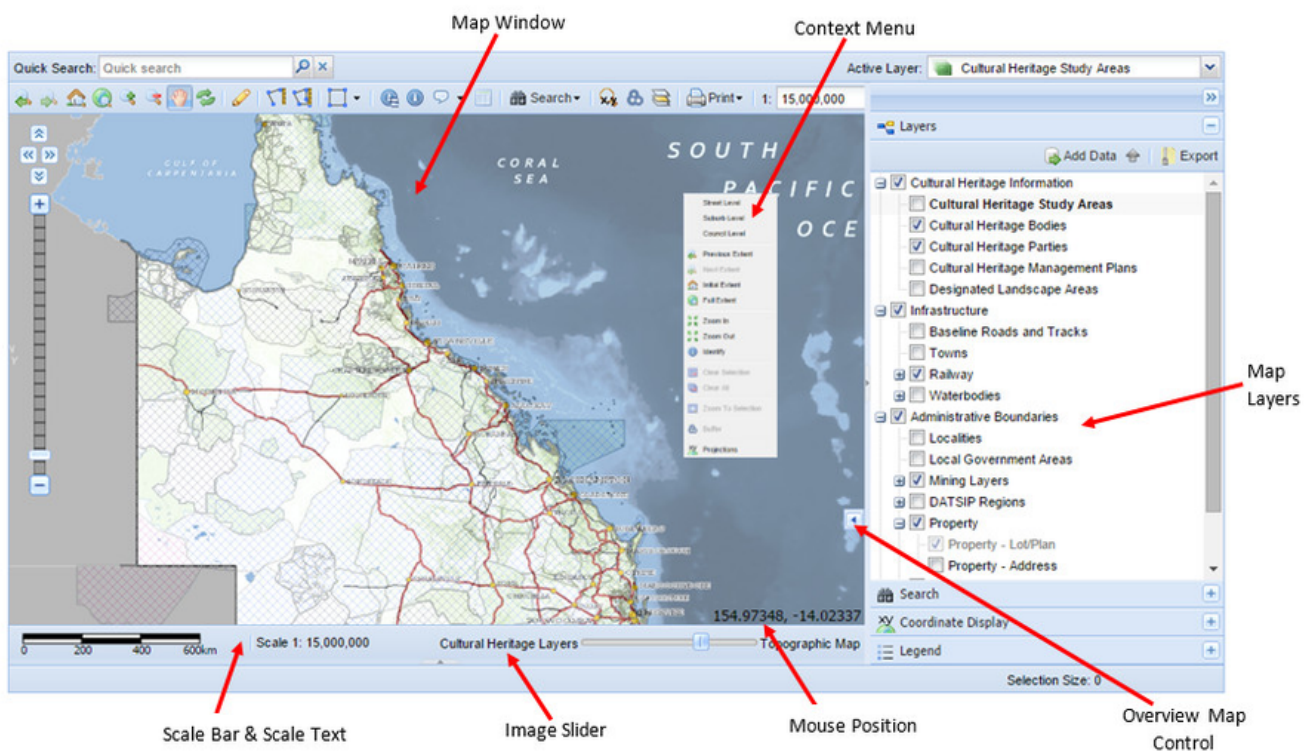 Map Window
Context Menu
Quick Search: Quick search
Active Layer: Cultural Heritage Study Areas
Search
Print
1: 15,000,000
Layers
Add Data
Export
GULF OF
CARPENTARIA
CORAL
SEA
SOUTH
PACIFIC
OCE
Street Level
Suburb Level
Council Level
Previous Extent
Next Extent
Initial Extent
Full Extent
Zoom In
Zoom Out
Identify
Clear Selection
Clear All
Zoom To Selection
Buffer
Projections
Cultural Heritage Information
Cultural Heritage Study Areas
Cultural Heritage Bodies
Cultural Heritage Parties
Cultural Heritage Management Plans
Designated Landscape Areas
Infrastructure
Baseline Roads and Tracks
Towns
Railway
Waterbodies
Administrative Boundaries
Localities
Local Government Areas
Mining Layers
DATSIP Regions
Property
Property - Lot/Plan
Property - Address
Map
Layers
Search
Coordinate Display
Legend
154.97348, -14.02337
0 200 400 600km
Scale 1: 15,000,000
Cultural Heritage Layers
Topographic Map
Selection Size: 0
Scale Bar & Scale Text
Image Slider
Mouse Position
Overview Map
Control